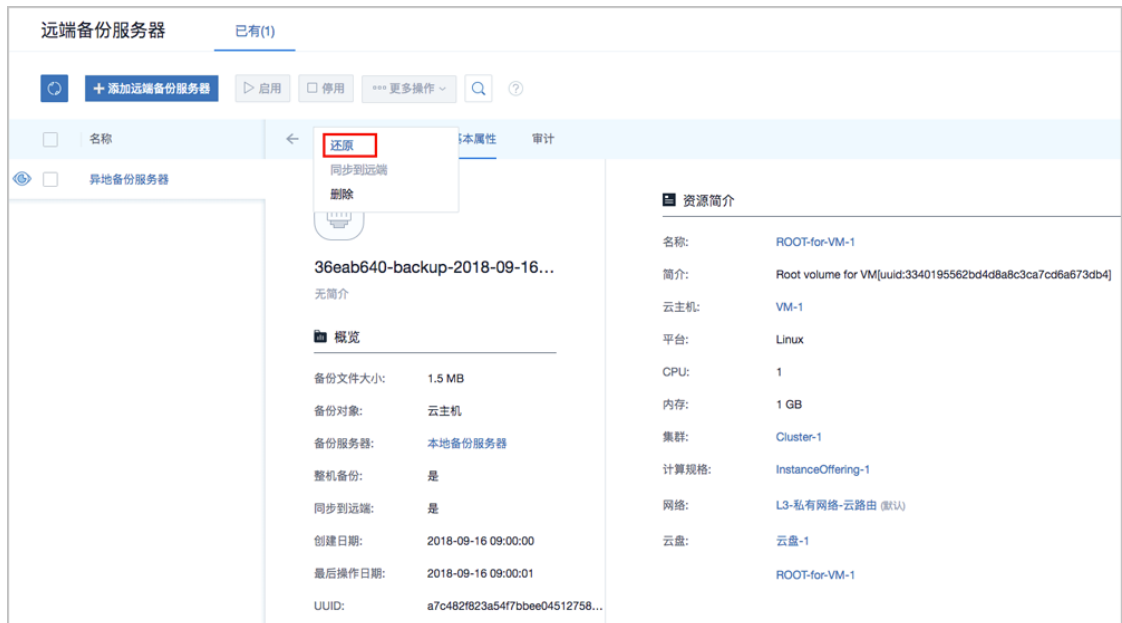 远端备份服务器
已有(1)
添加远端备份服务器
启用
停用
更多操作
名称
本属性
审计
还原
同步到远端
删除
异地备份服务器
36eab640-backup-2018-09-16...
无简介
概览
备份文件大小: 1.5 MB
备份对象: 云主机
备份服务器: 本地备份服务器
整机备份: 是
同步到远端: 是
创建日期: 2018-09-16 09:00:00
最后操作日期: 2018-09-16 09:00:01
UUID: a7c482f823a54f7bbee04512758...
资源简介
名称: ROOT-for-VM-1
简介: Root volume for VM[uuid:3340195562bd4d8a8c3ca7cd6a673db4]
云主机: VM-1
平台: Linux
CPU: 1
内存: 1 GB
集群: Cluster-1
计算规格: InstanceOffering-1
网络: L3-私有网络-云路由 (默认)
云盘: 云盘-1
ROOT-for-VM-1